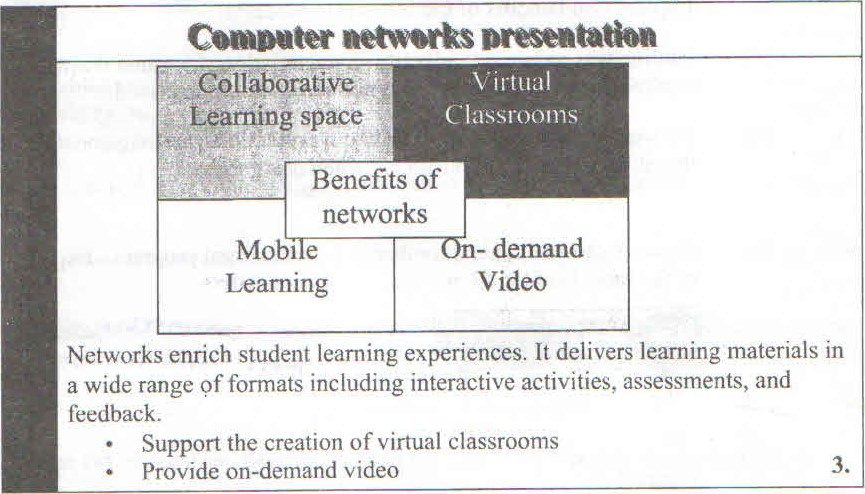 Computer networks presentation
Collaborative
Learning space
Virtual
Classrooms
Benefits of
networks
Mobile
Learning
On- demand
Video
Networks enrich student learning experiences. It delivers learning materials in
a wide range of formats including interactive activities, assessments, and
feedback.
• Support the creation of virtual classrooms
• Provide on-demand video
3.